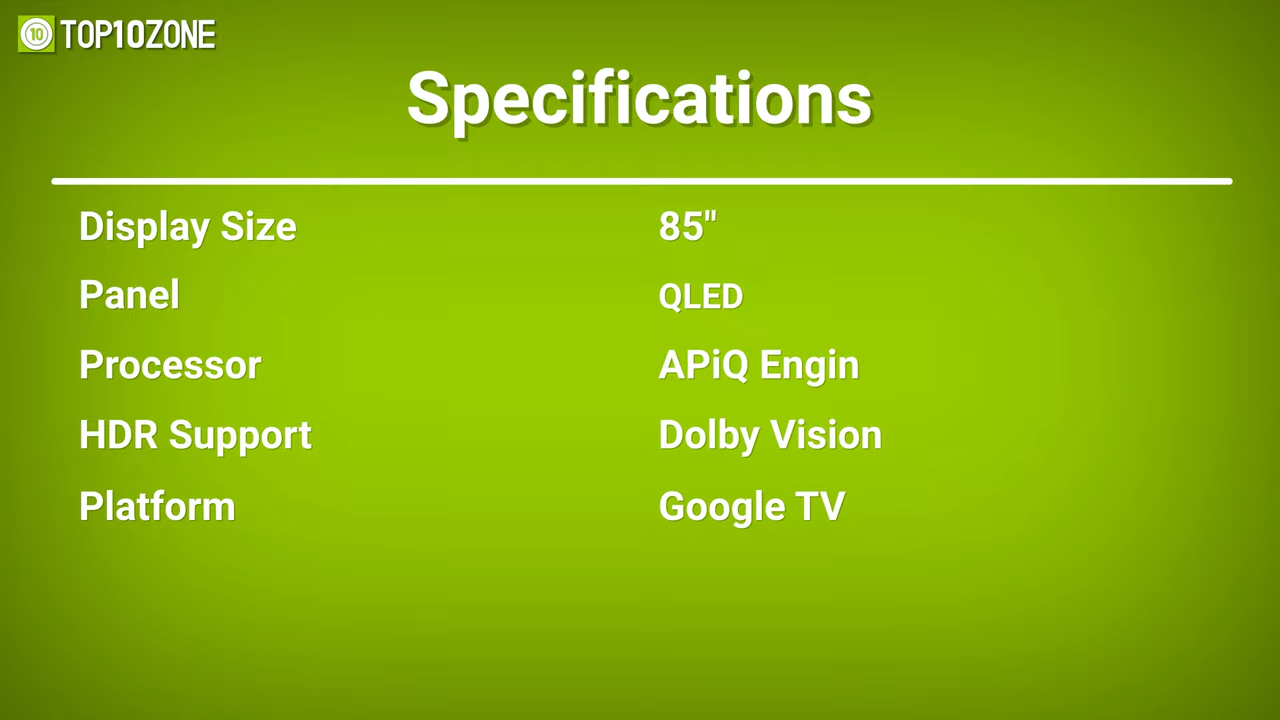 TOP10ZONE
Specifications
Display Size 85"
Panel QLED
Processor APiQ Engin
HDR Support Dolby Vision
Platform Google TV